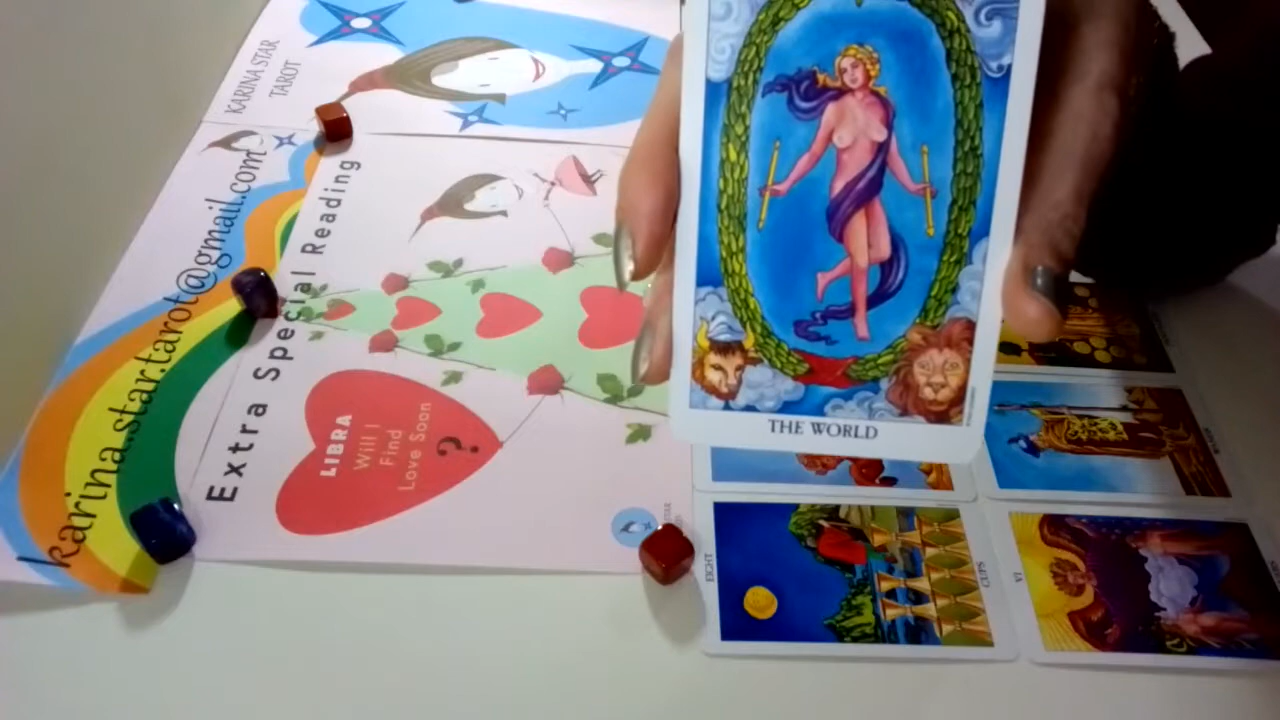 KARINA STAR
TAROT
karina.star.tarot@gmail.com
Extra Special Reading
LIBRA
Will I
Find
Love Soon
?
THE WORLD
EIGHT
CUPS
VI